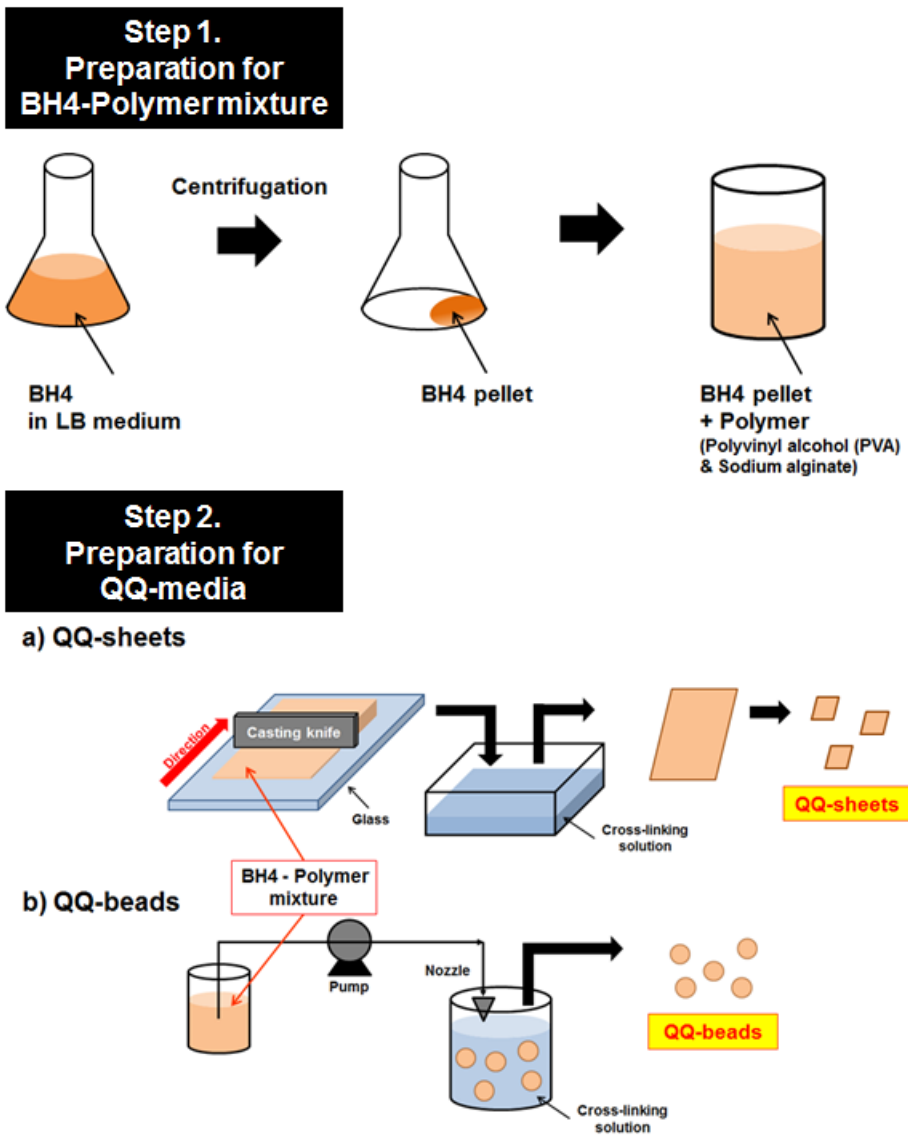 Step 1.
Preparation for
BH4-Polymer mixture
Centrifugation
BH4
in LB medium
BH4 pellet
BH4 pellet
+ Polymer
(Polyvinyl alcohol (PVA)
& Sodium alginate)
Step 2.
Preparation for
QQ-media
a) QQ-sheets
Direction
Casting knife
Glass
Cross-linking
solution
QQ-sheets
BH4 - Polymer
mixture
b) QQ-beads
Pump
Nozzle
QQ-beads
Cross-linking
solution